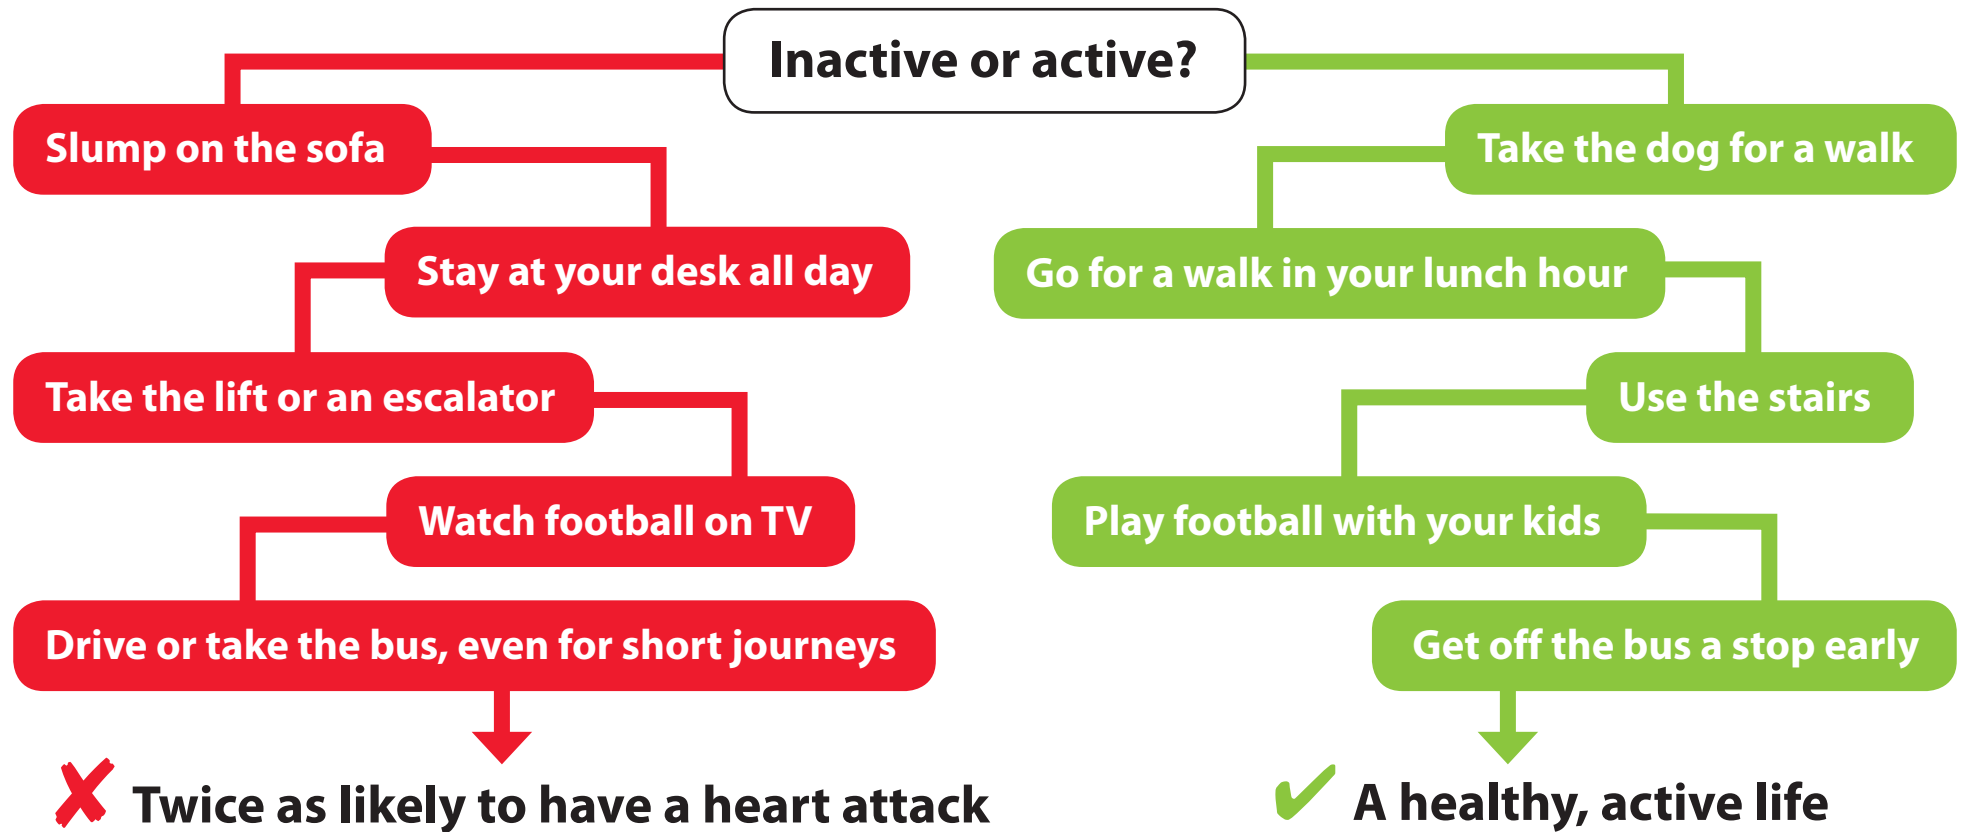 Inactive or active?
Slump on the sofa
Stay at your desk all day
Take the lift or an escalator
Watch football on TV
Drive or take the bus, even for short journeys
✘ Twice as likely to have a heart attack
Take the dog for a walk
Go for a walk in your lunch hour
Use the stairs
Play football with your kids
Get off the bus a stop early
✔ A healthy, active life